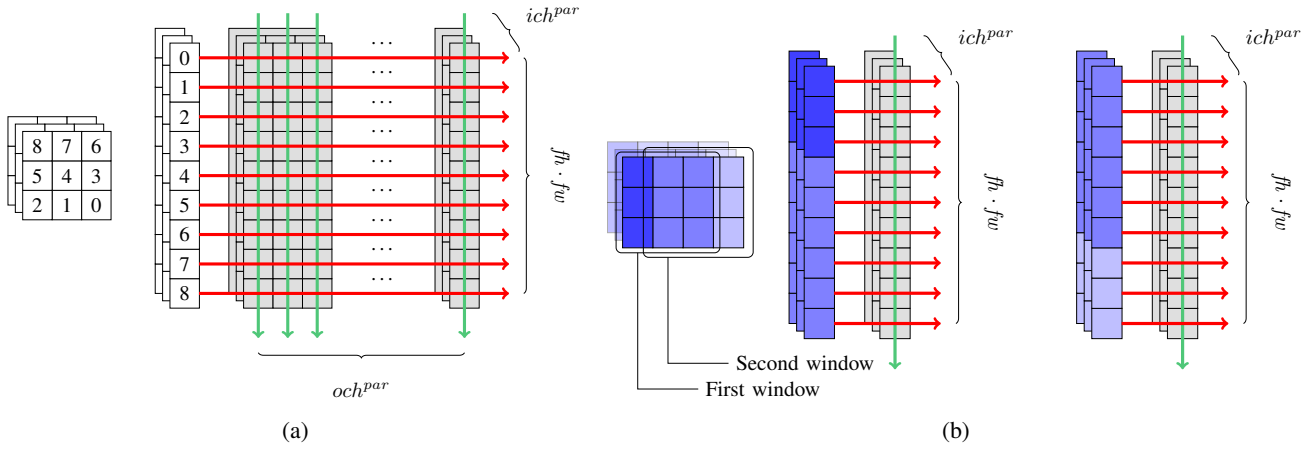 8 7 6
5 4 3
2 1 0
0
1
2
3
4
5
6
7
8
...
...
...
...
...
...
...
...
...
ich^{par}
fh · fw
och^{par}
(a)
First window
Second window
ich^{par}
fh · fw
ich^{par}
fh · fw
(b)